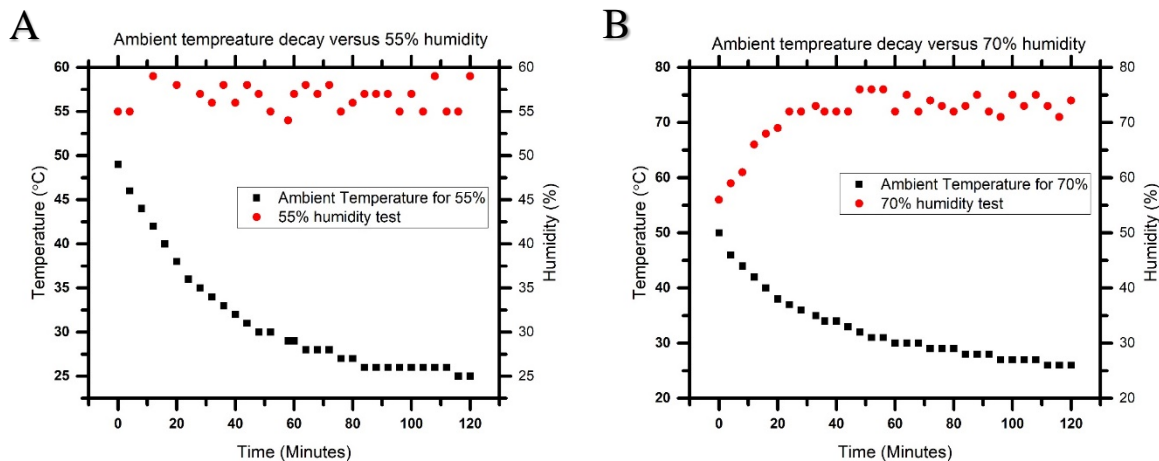 A
Ambient tempreature decay versus 55% humidity
60
55
50
45
40
35
30
25
60
55
50
45
40
35
30
25
Temperature (°C)
Humidity (%)
Ambient Temperature for 55%
55% humidity test
0 20 40 60 80 100 120
Time (Minutes)
B
Ambient tempreature decay versus 70% humidity
80
70
60
50
40
30
20
80
70
60
50
40
30
20
Temperature (°C)
Humidity (%)
Ambient Temperature for 70%
70% humidity test
0 20 40 60 80 100 120
Time (Minutes)